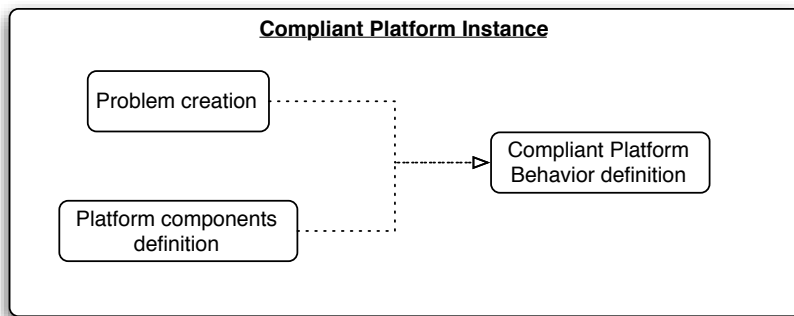 Compliant Platform Instance
Problem creation
Compliant Platform
Behavior definition
Platform components
definition